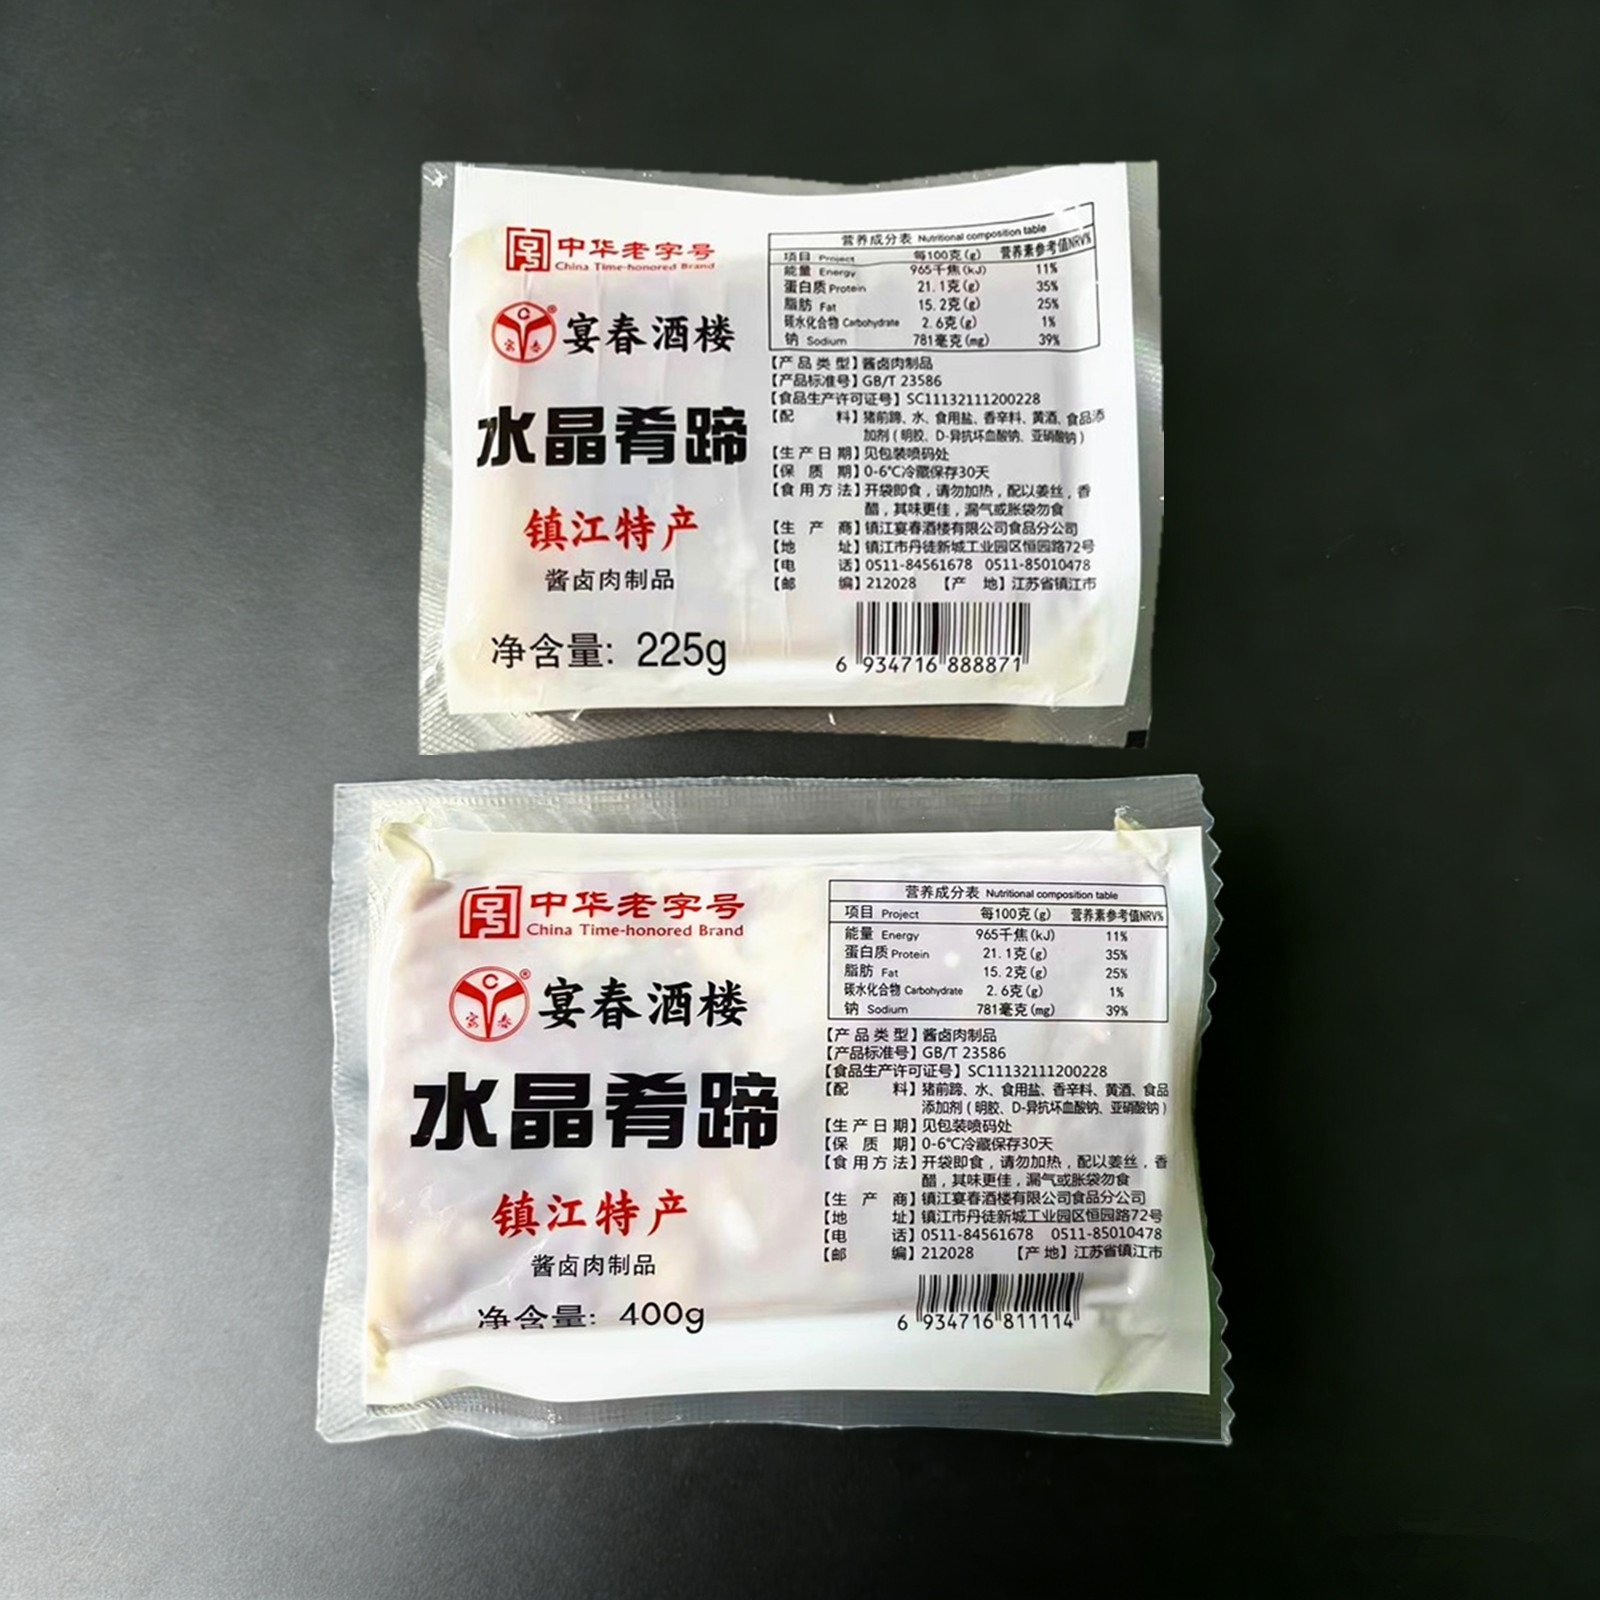 中华老字号
China Time-honored Brand
C
宴春
®
宴春酒楼
水晶肴蹄
镇江特产
酱卤肉制品
净含量: 225g
营养成分表 Nutritional composition table
项目 Project 每100克(g) 营养素参考值NRV%
能量 Energy 965千焦(kJ) 11%
蛋白质 Protein 21.1克(g) 35%
脂肪 Fat 15.2克(g) 25%
碳水化合物 Carbohydrate 2.6克(g) 1%
钠 Sodium 781毫克(mg) 39%
【产品类型】酱卤肉制品
【产品标准号】GB/T 23586
【食品生产许可证号】SC11132111200228
【配料】猪前蹄、水、食用盐、香辛料、黄酒、食品添
加剂(明胶、D-异抗坏血酸钠、亚硝酸钠)
【生产日期】见包装喷码处
【保质期】0-6℃冷藏保存30天
【食用方法】开袋即食,请勿加热,配以姜丝,香
醋,其味更佳,漏气或胀袋勿食
【生产商】镇江宴春酒楼有限公司食品分公司
【地址】镇江市丹徒新城工业园区恒园路72号
【电话】0511-84561678 0511-85010478
【邮编】212028 【产地】江苏省镇江市
6 934716 888871
中华老字号
China Time-honored Brand
C
宴春
®
宴春酒楼
水晶肴蹄
镇江特产
酱卤肉制品
净含量: 400g
营养成分表 Nutritional composition table
项目 Project 每100克(g) 营养素参考值NRV%
能量 Energy 965千焦(kJ) 11%
蛋白质 Protein 21.1克(g) 35%
脂肪 Fat 15.2克(g) 25%
碳水化合物 Carbohydrate 2.6克(g) 1%
钠 Sodium 781毫克(mg) 39%
【产品类型】酱卤肉制品
【产品标准号】GB/T 23586
【食品生产许可证号】SC11132111200228
【配料】猪前蹄、水、食用盐、香辛料、黄酒、食品
添加剂(明胶、D-异抗坏血酸钠、亚硝酸钠)
【生产日期】见包装喷码处
【保质期】0-6℃冷藏保存30天
【食用方法】开袋即食,请勿加热,配以姜丝,香
醋,其味更佳,漏气或胀袋勿食
【生产商】镇江宴春酒楼有限公司食品分公司
【地址】镇江市丹徒新城工业园区恒园路72号
【电话】0511-84561678 0511-85010478
【邮编】212028 【产地】江苏省镇江市
6 934716 811114